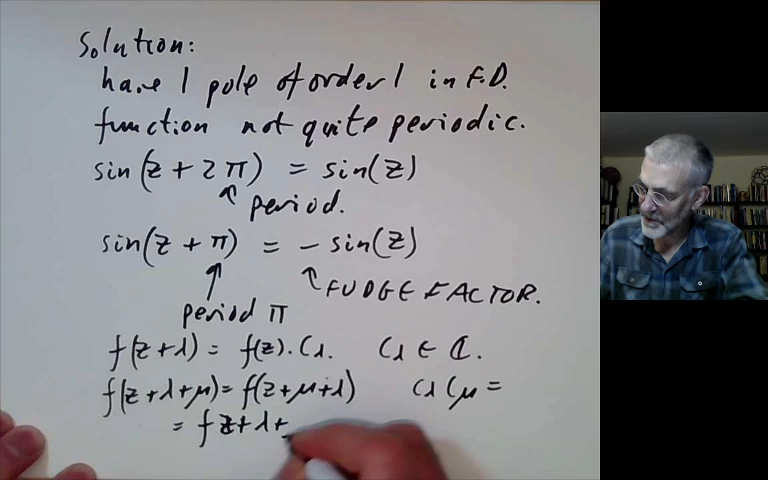 Solution:
have 1 pole of order 1 in F.D.
function not quite periodic.
sin(z + 2π) = sin(z)
↑ period.
sin(z + π) = - sin(z)
↑ ↑ FUDGE FACTOR.
period π
f(z+λ) = f(z).Cλ. Cλ ∈ ℂ.
f(z+λ+μ) = f(z+μ+λ) Cλ Cμ =
= f z+λ+